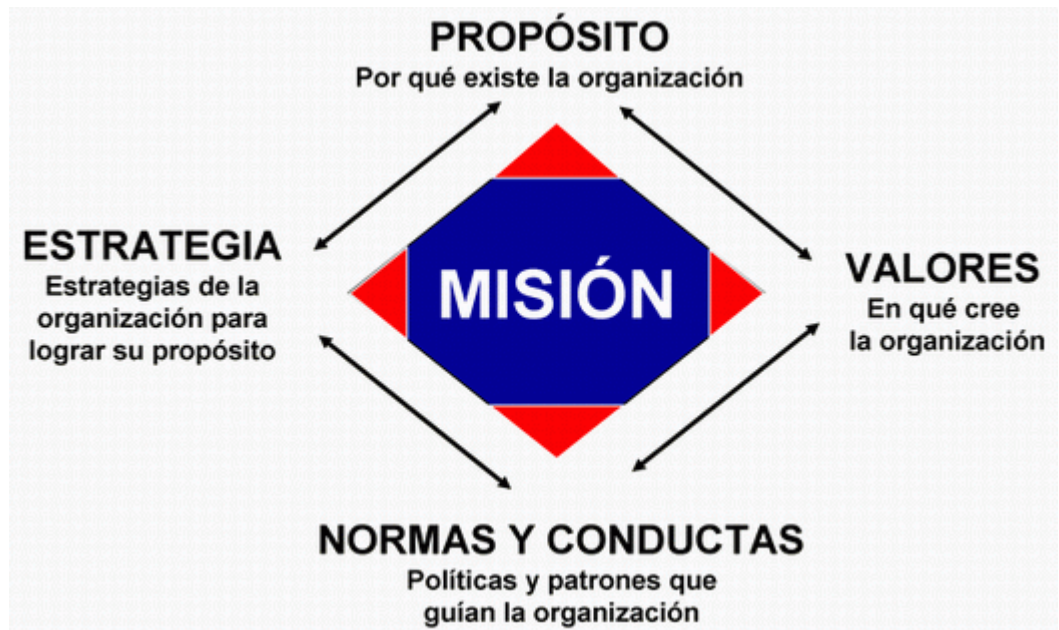 PROPÓSITO
Por qué existe la organización
ESTRATEGIA
Estrategias de la
organización para
lograr su propósito
MISIÓN
VALORES
En qué cree
la organización
NORMAS Y CONDUCTAS
Políticas y patrones que
guían la organización